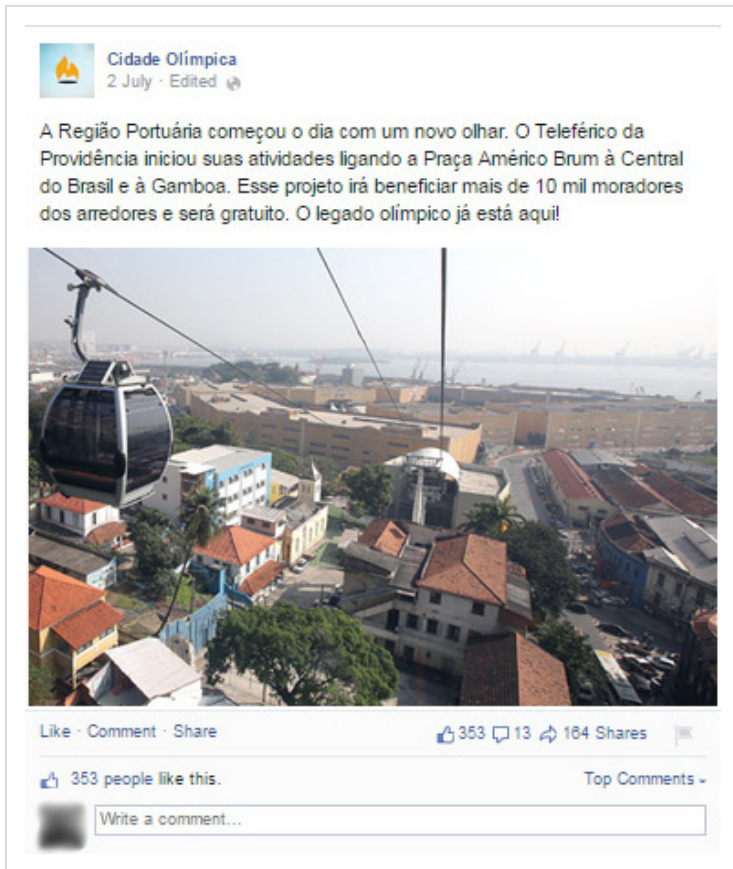 Cidade Olímpica
2 July · Edited
A Região Portuária começou o dia com um novo olhar. O Teleférico da
Providência iniciou suas atividades ligando a Praça Américo Brum à Central
do Brasil e à Gamboa. Esse projeto irá beneficiar mais de 10 mil moradores
dos arredores e será gratuito. O legado olímpico já está aqui!
Like · Comment · Share 353 13 164 Shares
353 people like this. Top Comments
Write a comment...